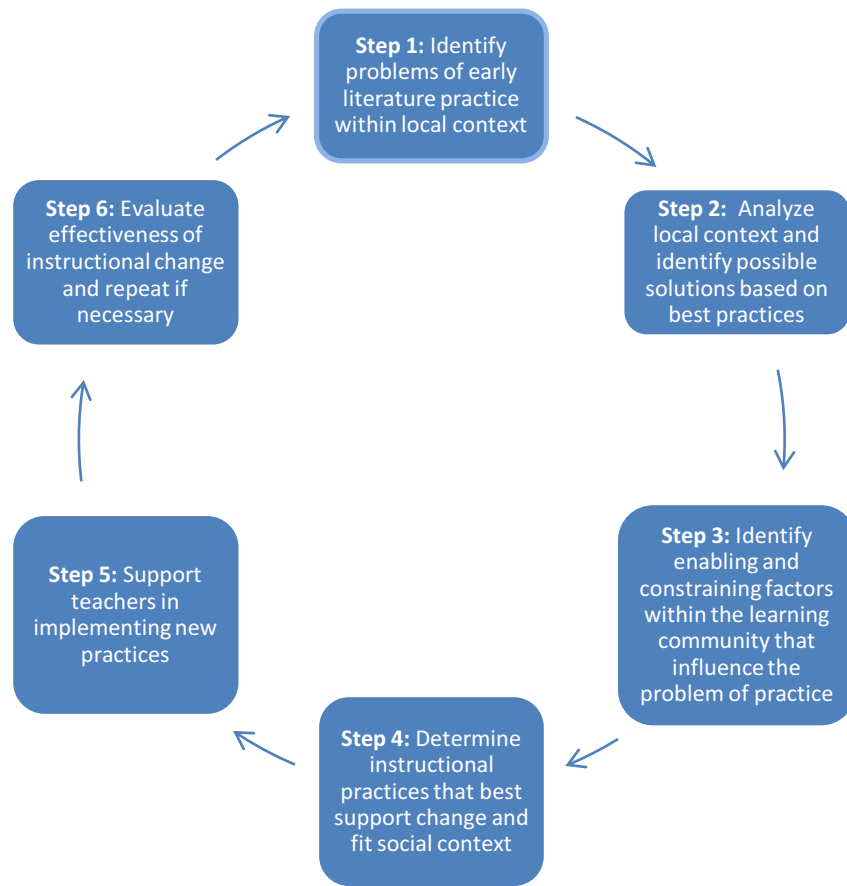 Step 1: Identify
problems of early
literature practice
within local context
Step 2: Analyze
local context and
identify possible
solutions based on
best practices
Step 3: Identify
enabling and
constraining factors
within the learning
community that
influence the
problem of practice
Step 4: Determine
instructional
practices that best
support change and
fit social context
Step 5: Support
teachers in
implementing new
practices
Step 6: Evaluate
effectiveness of
instructional change
and repeat if
necessary